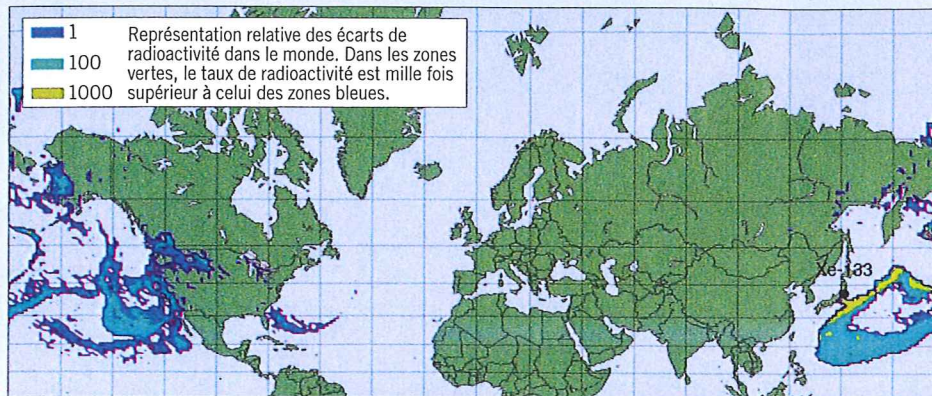 1
100
1000
Représentation relative des écarts de
radioactivité dans le monde. Dans les zones
vertes, le taux de radioactivité est mille fois
supérieur à celui des zones bleues.
Xe-133